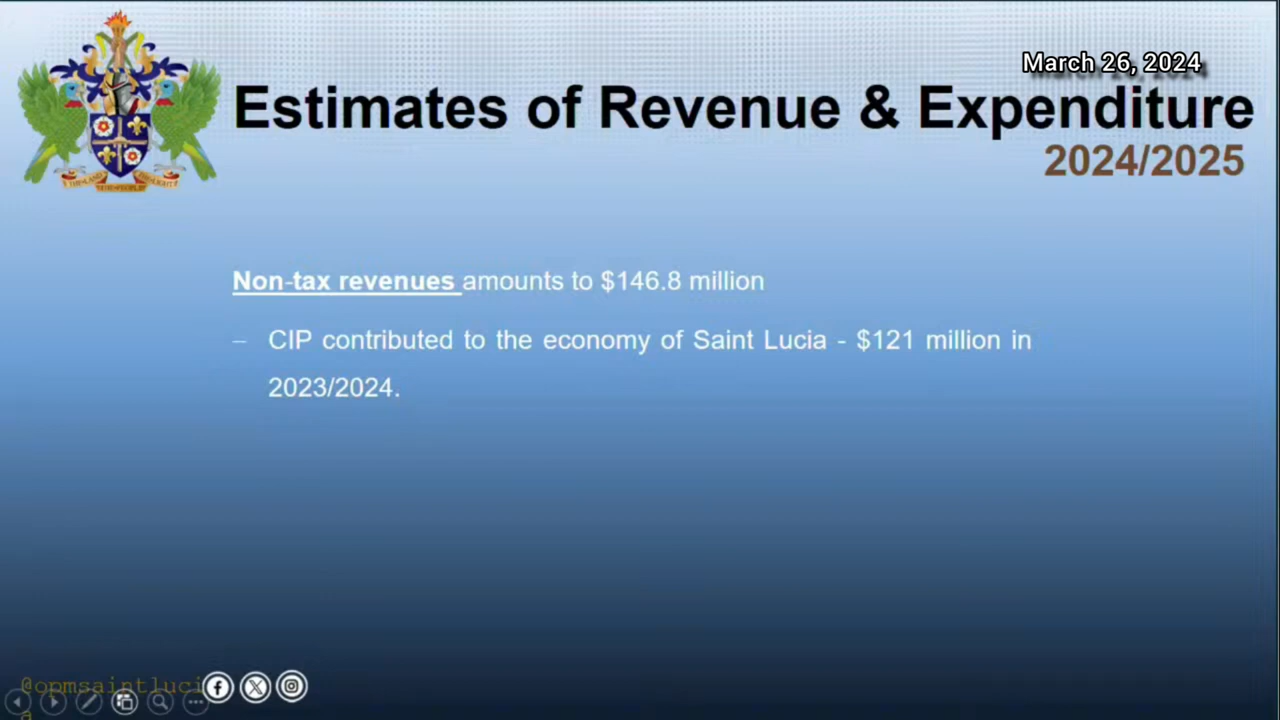 March 26, 2024
Estimates of Revenue & Expenditure
2024/2025
Non-tax revenues amounts to $146.8 million
– CIP contributed to the economy of Saint Lucia - $121 million in
2023/2024.
@opmsaintluci
a